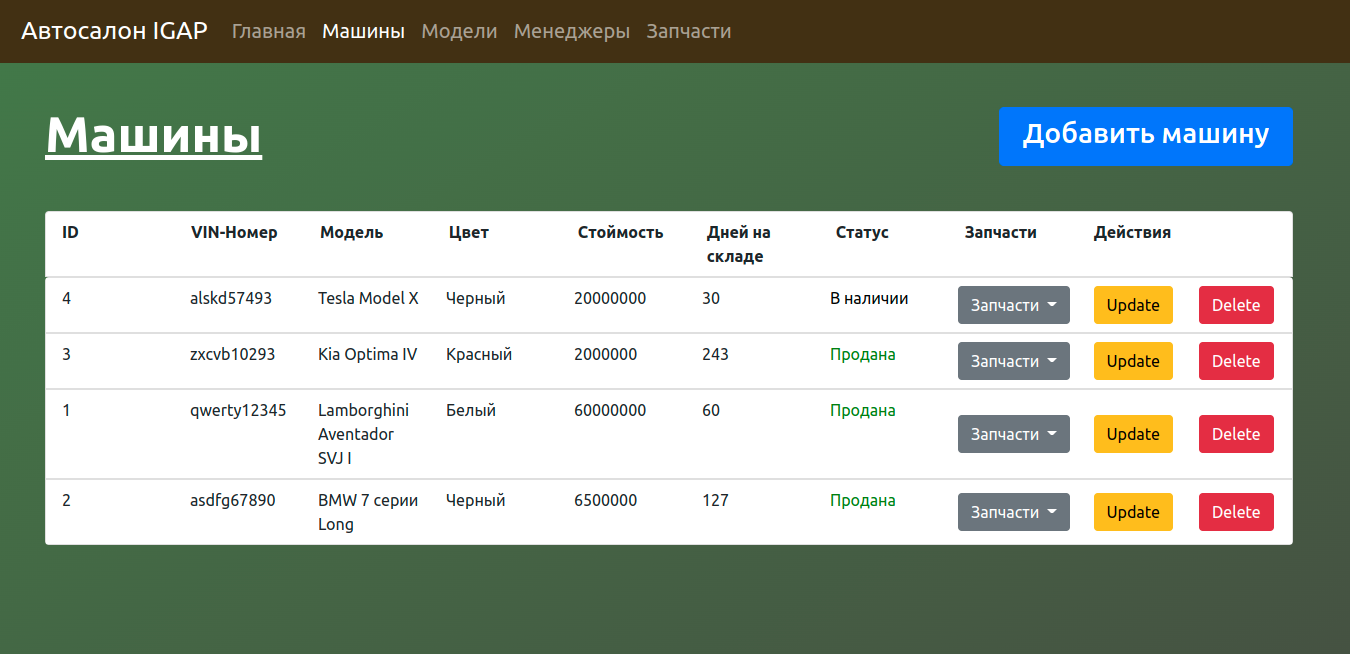 Автосалон IGAP Главная Машины Модели Менеджеры Запчасти
Машины Добавить машину
ID VIN-Номер Модель Цвет Стоймость Дней на складе Статус Запчасти Действия
4 alskd57493 Tesla Model X Черный 20000000 30 В наличии Запчасти Update Delete
3 zxcvb10293 Kia Optima IV Красный 2000000 243 Продана Запчасти Update Delete
1 qwerty12345 Lamborghini Aventador SVJ I Белый 60000000 60 Продана Запчасти Update Delete
2 asdfg67890 BMW 7 серии Long Черный 6500000 127 Продана Запчасти Update Delete